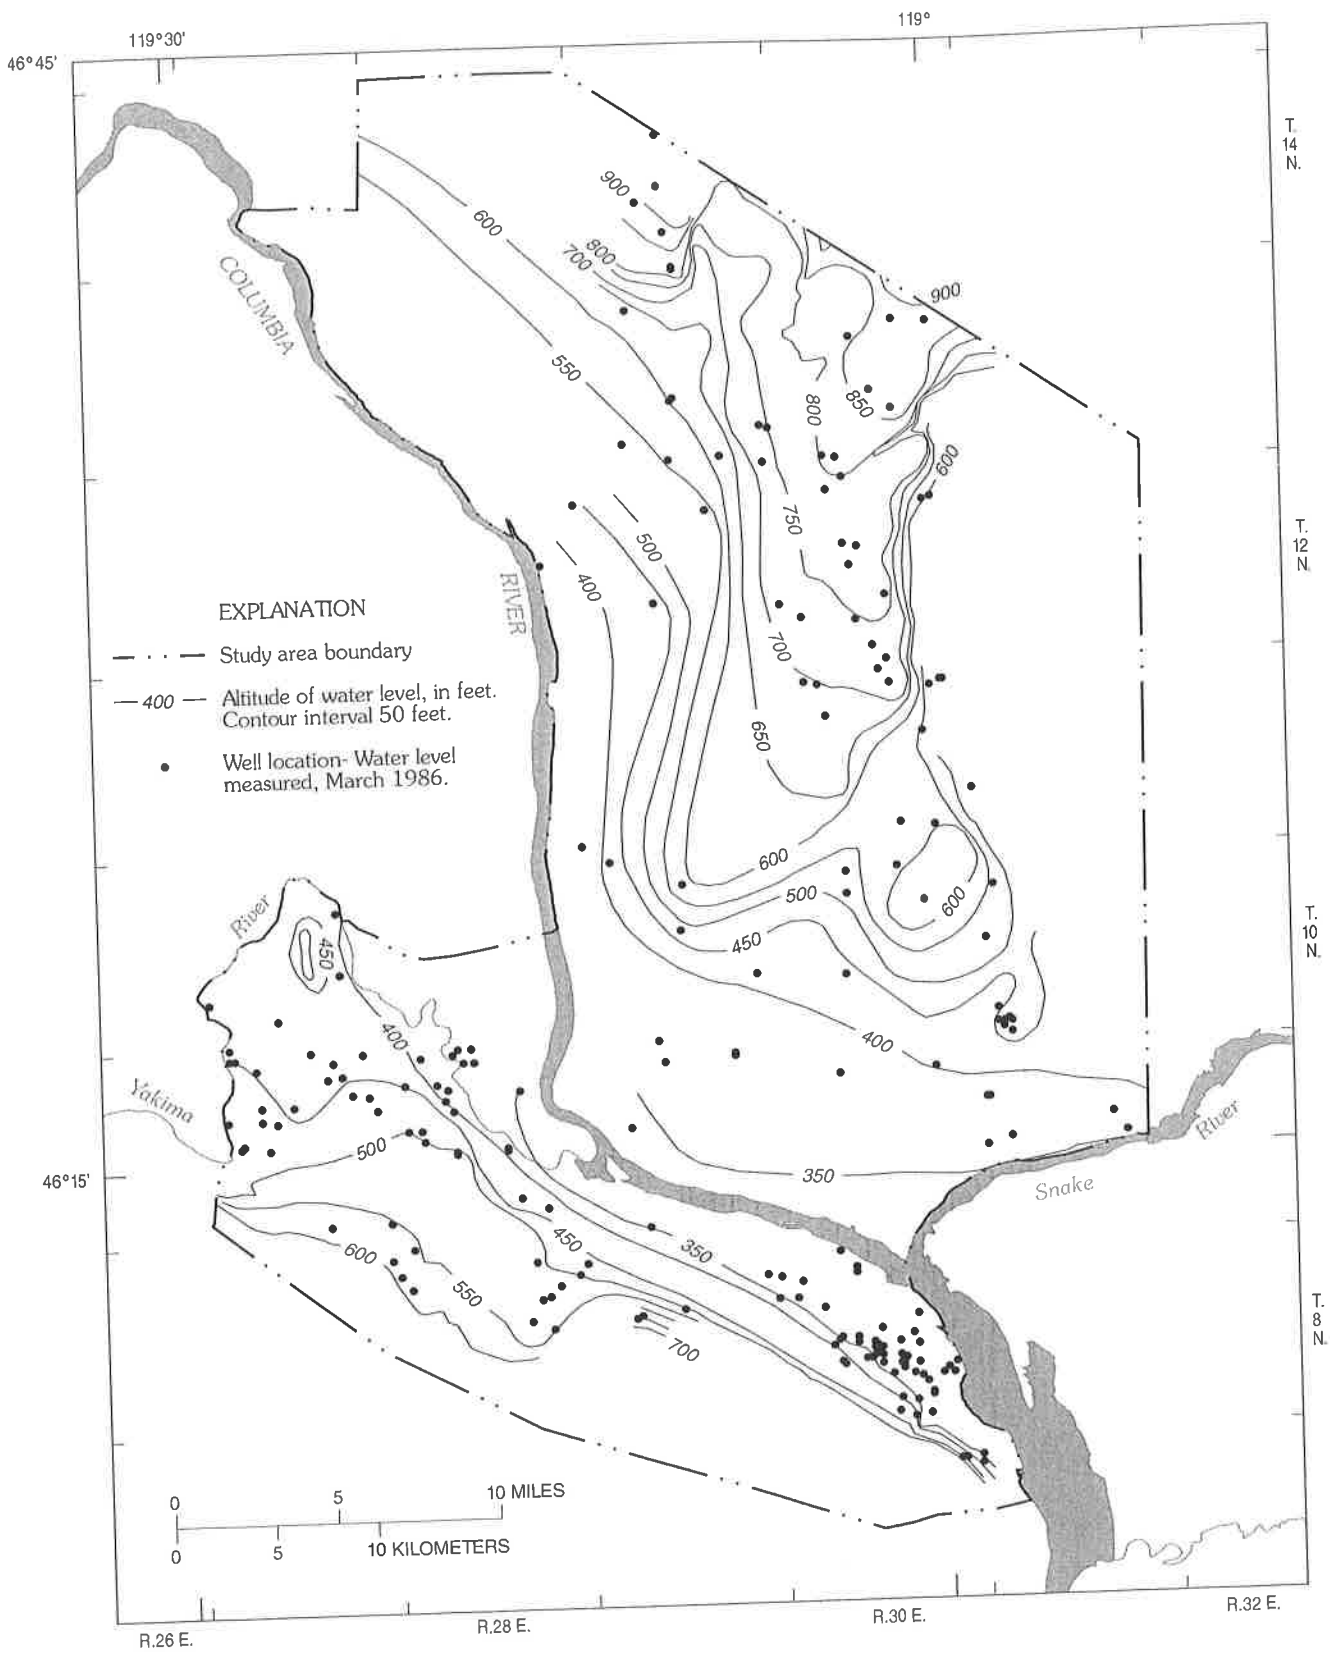 119°30'
119°
46°45'
T.
14
N.
900
600
800
700
900
COLUMBIA
550
800
850
600
750
T.
12
N.
500
400
RIVER
EXPLANATION
Study area boundary
400 Altitude of water level, in feet.
Contour interval 50 feet.
Well location- Water level
measured, March 1986.
700
650
600
500
600
River
450
450
T.
10
N.
400
400
Yakima
River
500
46°15'
350
Snake
450
350
600
550
T.
8
N.
700
0 5 10 MILES
0 5 10 KILOMETERS
R.26 E. R.28 E. R.30 E. R.32 E.